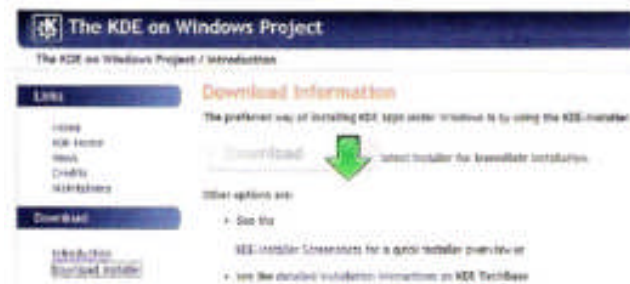 The KDE on Windows Project
The KDE on Windows Project / Introduction
Links
Home
KDE Home
News
Credits
Download
Introduction
Download Installer
Download Information
The preferred way of installing KDE apps under Windows is by using the KDE-Installer
Download
latest installer for immediate installation.
Other options are:
See the
KDE-Installer Screenshots for a quick installer overview or
see the detailed installation instructions on KDE TechBase